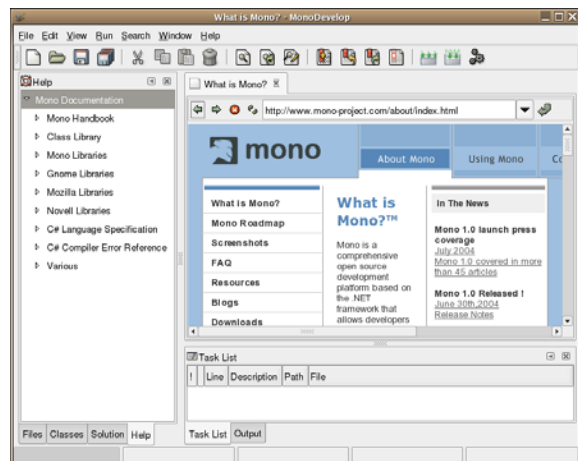 What is Mono? - MonoDevelop
File Edit View Run Search Window Help
Help
Mono Documentation
Mono Handbook
Class Library
Mono Libraries
Gnome Libraries
Mozilla Libraries
Novell Libraries
C# Language Specification
C# Compiler Error Reference
Various
Files Classes Solution Help
What is Mono?
http://www.mono-project.com/about/index.html
mono
About Mono Using Mono Co
What is Mono?
Mono Roadmap
Screenshots
FAQ
Resources
Blogs
Downloads
What is
Mono?™
Mono is a
comprehensive
open source
development
platform based on
the .NET
framework that
allows developers
In The News
Mono 1.0 launch press
coverage
July 2004
Mono 1.0 covered in more
than 45 articles
Mono 1.0 Released !
June 30th,2004
Release Notes
Task List
! Line Description Path File
Task List Output